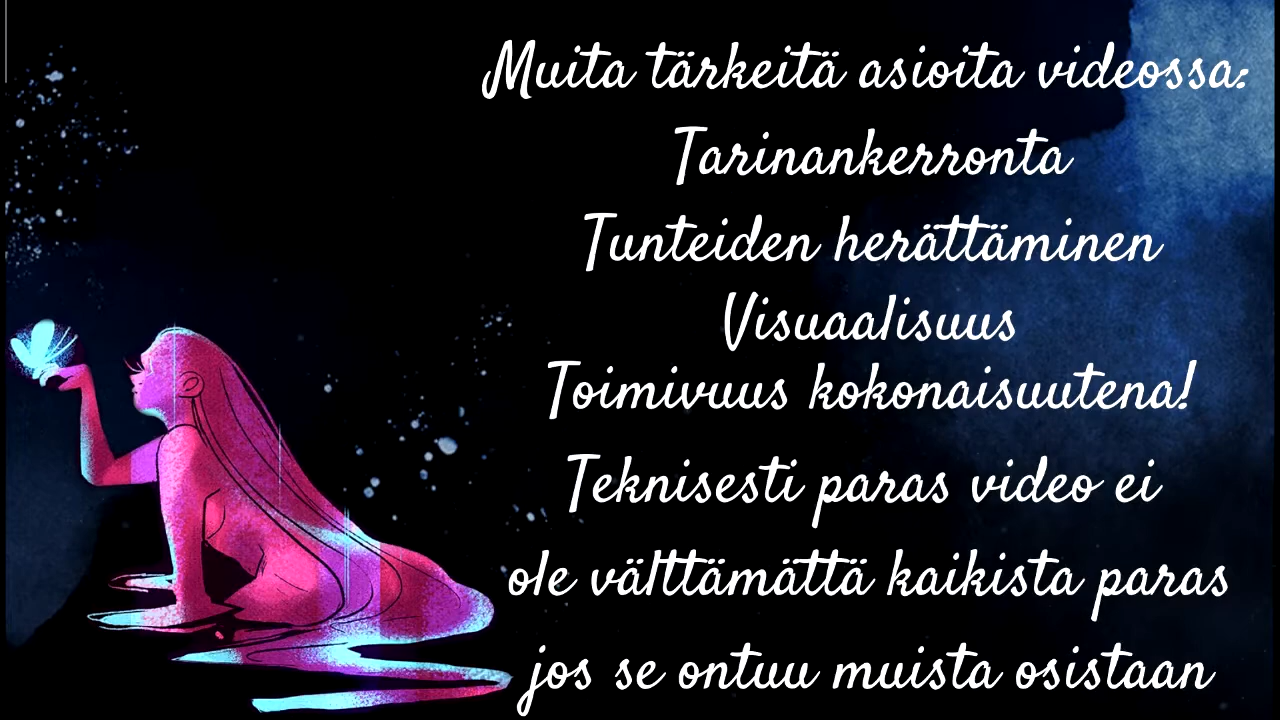 Muita tärkeitä asioita videossa:
Tarinankerronta
Tunteiden herättäminen
Visuaalisuus
Toimivuus kokonaisuutena!
Teknisesti paras video ei
ole välttämättä kaikista paras
jos se ontuu muista osistaan